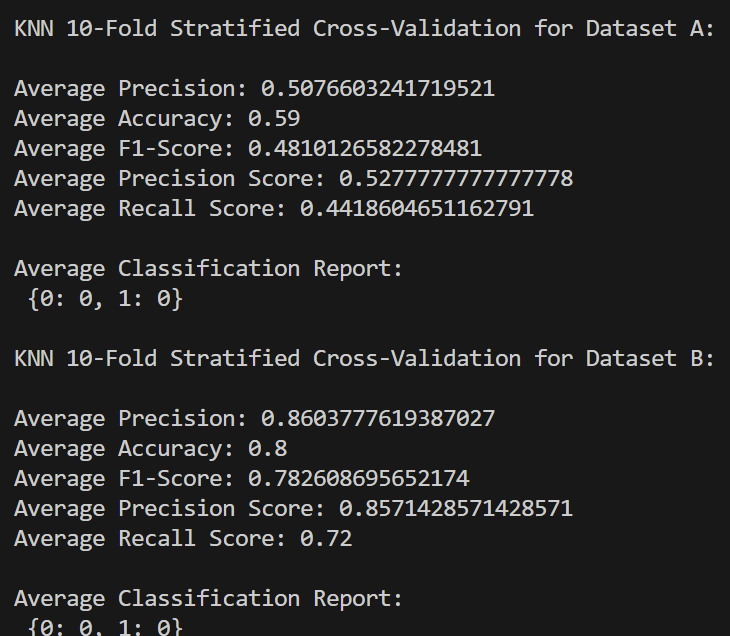 KNN 10-Fold Stratified Cross-Validation for Dataset A:
Average Precision: 0.5076603241719521
Average Accuracy: 0.59
Average F1-Score: 0.4810126582278481
Average Precision Score: 0.5277777777777778
Average Recall Score: 0.4418604651162791
Average Classification Report:
{0: 0, 1: 0}
KNN 10-Fold Stratified Cross-Validation for Dataset B:
Average Precision: 0.8603777619387027
Average Accuracy: 0.8
Average F1-Score: 0.782608695652174
Average Precision Score: 0.8571428571428571
Average Recall Score: 0.72
Average Classification Report:
{0: 0, 1: 0}